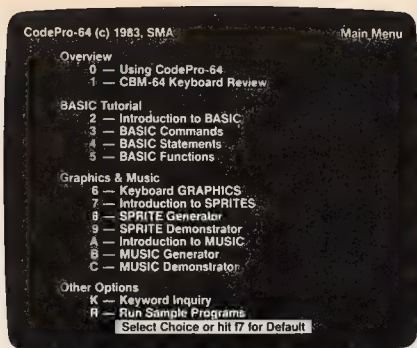 CodePro-64 (c) 1983, SMA Main Menu
Overview
0 — Using CodePro-64
1 — CBM-64 Keyboard Review
BASIC Tutorial
2 — Introduction to BASIC
3 — BASIC Commands
4 — BASIC Statements
5 — BASIC Functions
Graphics & Music
6 — Keyboard GRAPHICS
7 — Introduction to SPRITES
8 — SPRITE Generator
9 — SPRITE Demonstrator
A — Introduction to MUSIC
B — MUSIC Generator
C — MUSIC Demonstrator
Other Options
K — Keyword Inquiry
R — Run Sample Programs
Select Choice or hit f7 for Default